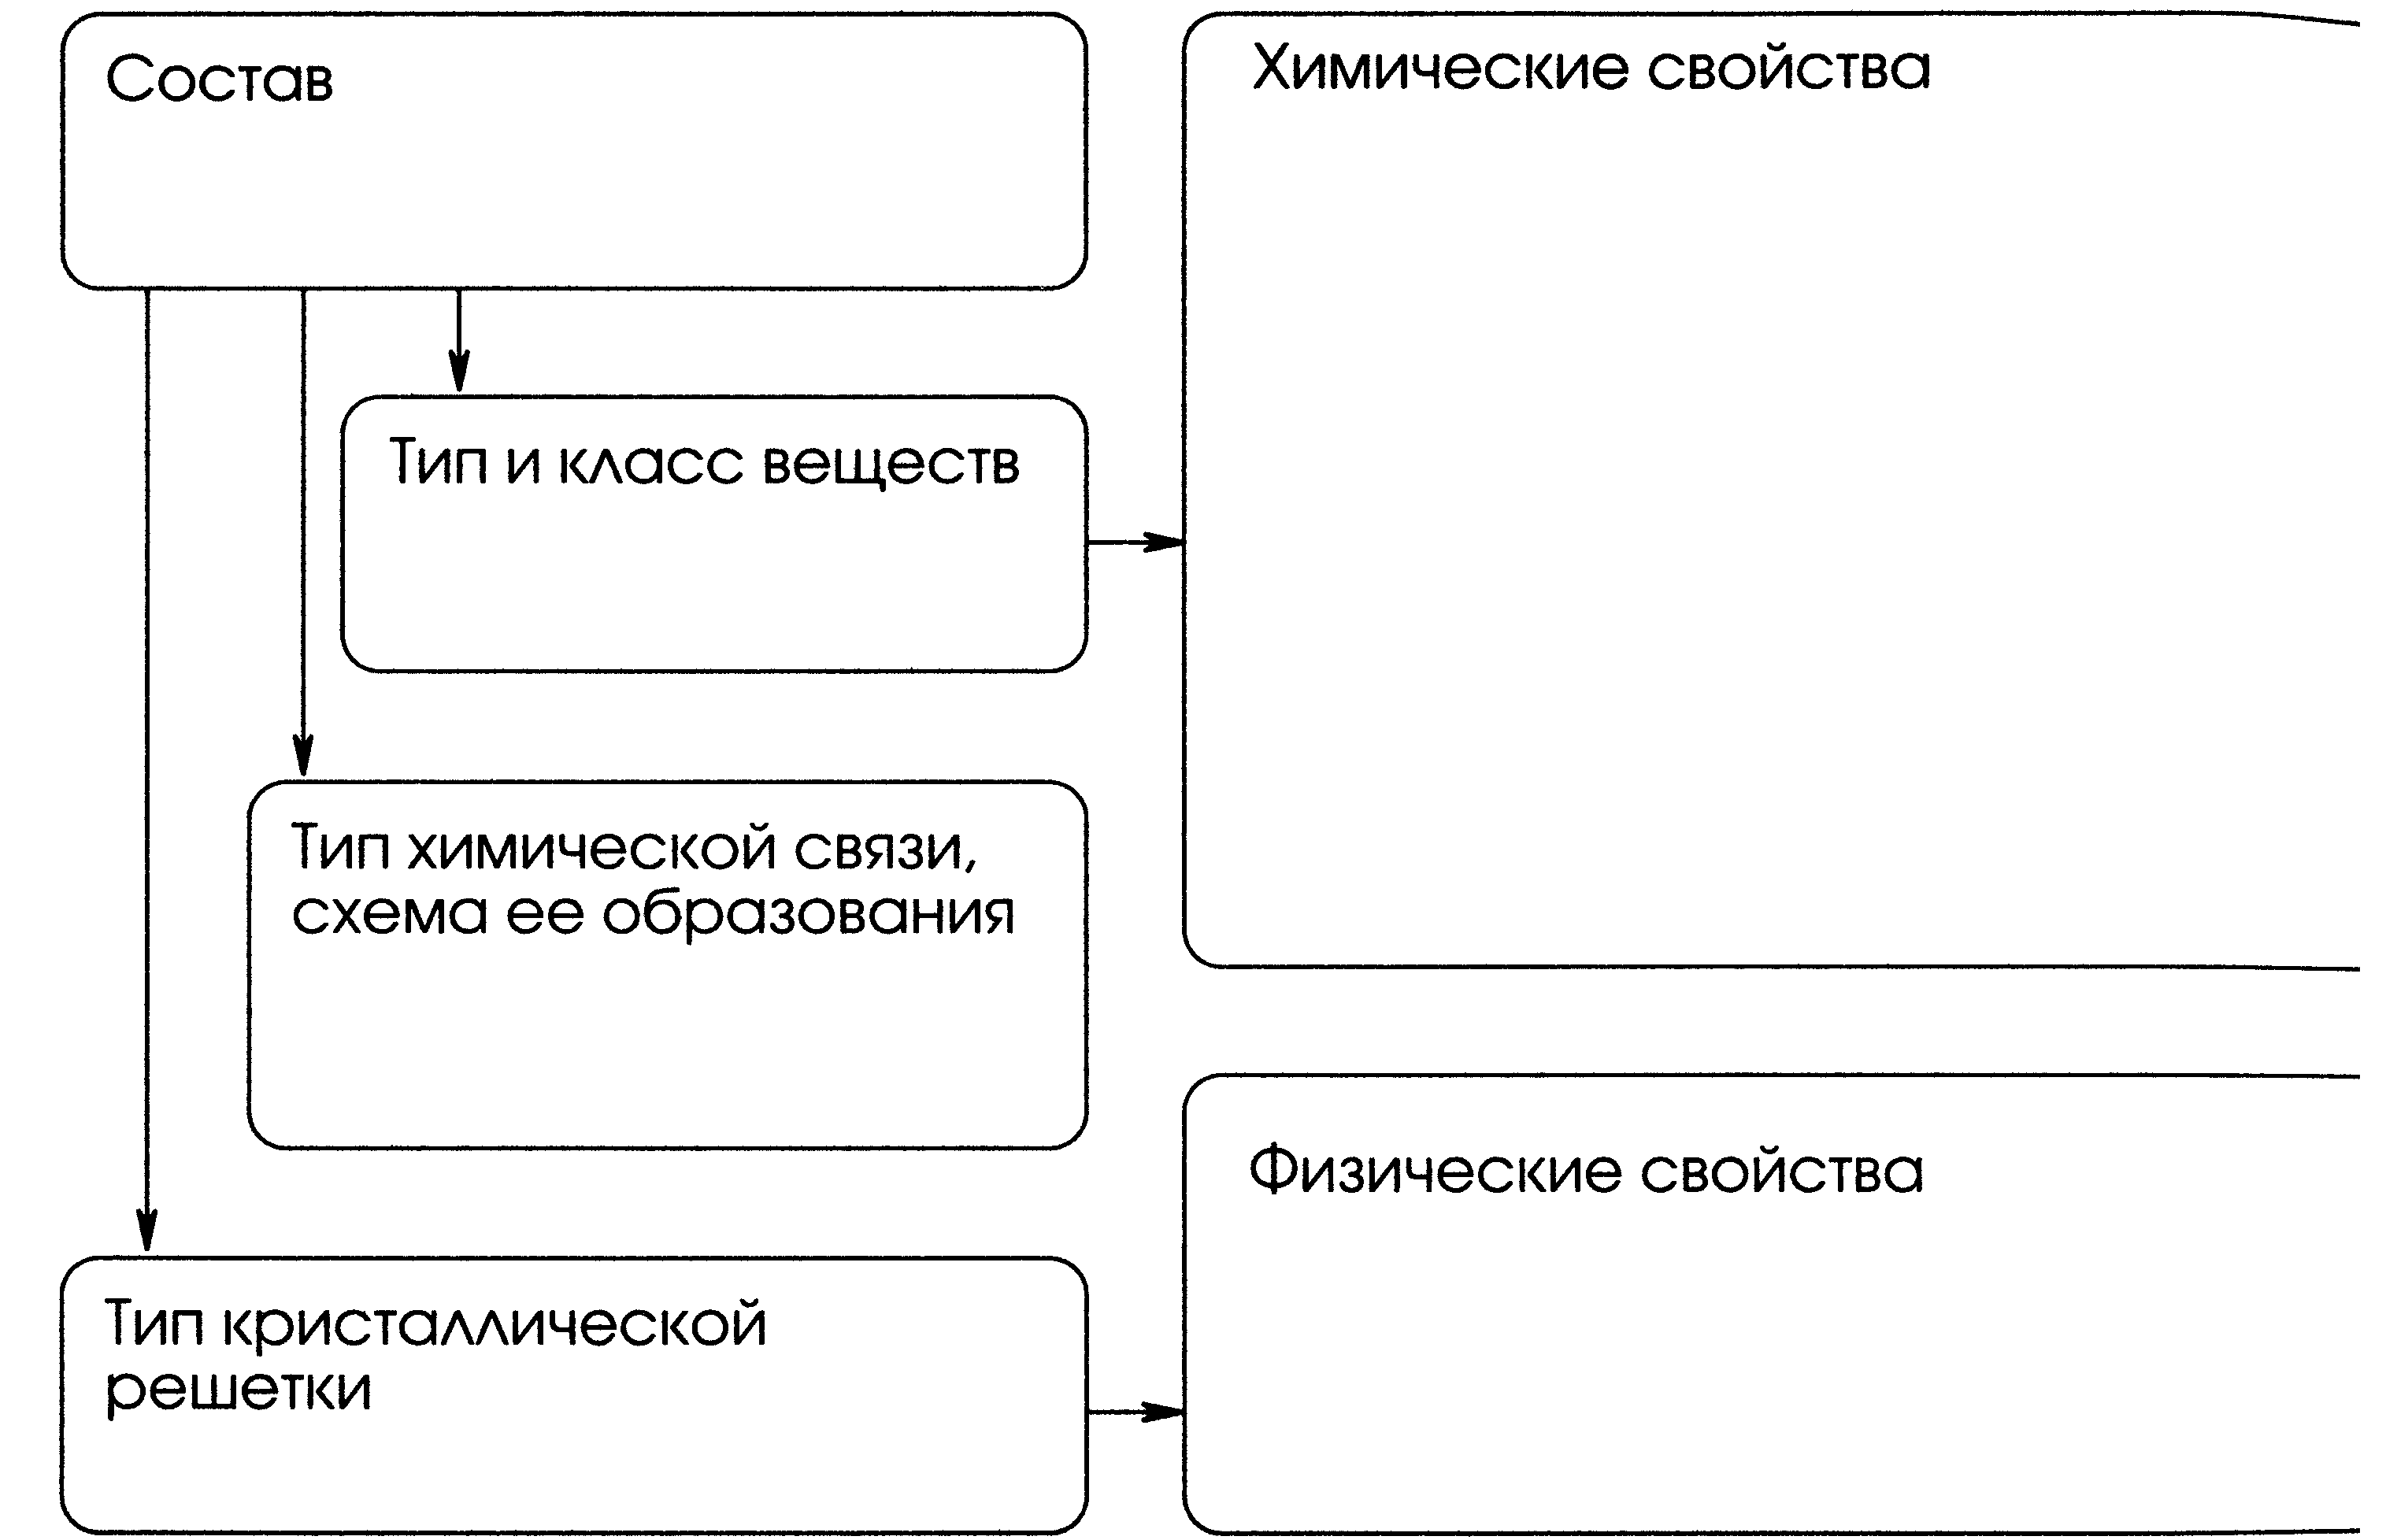 Состав
Химические свойства
Тип и класс веществ
Тип химической связи,
схема ее образования
Физические свойства
Тип кристаллической
решетки